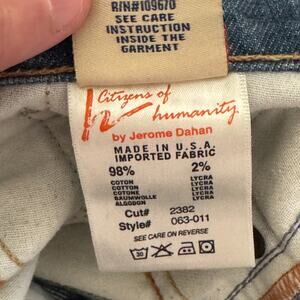 R/N#109670
SEE CARE
INSTRUCTION
INSIDE THE
GARMENT
Citizens of
humanity
by Jerome Dahan
MADE IN U.S.A.
IMPORTED FABRIC
98% 2%
COTON LYCRA
COTTON LYCRA
COTONE LYCRA
BAUMWOLLE LYCRA
ALGODON LYCRA
Cut# 2382
Style# 063-011
SEE CARE ON REVERSE
30